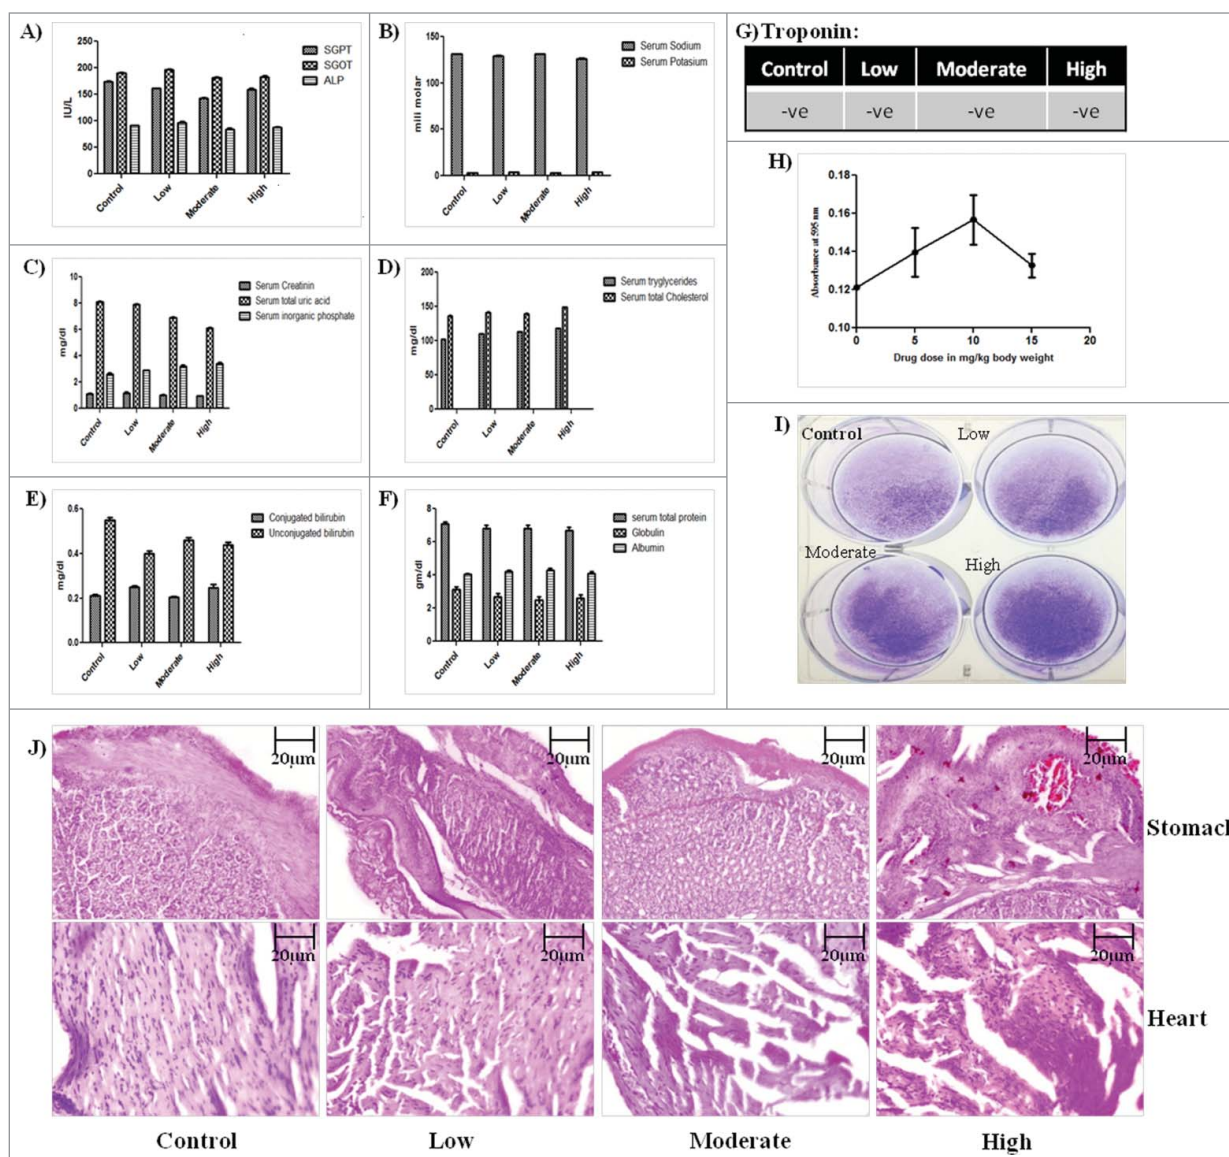 A)
IU/L
250
200
150
100
50
0
SGPT
SGOT
ALP
Control
Low
Moderate
High
B)
mili molar
150
100
50
0
Serum Sodium
Serum Potasium
Control
Low
Moderate
High
G) Troponin:
Control Low Moderate High
-ve -ve -ve -ve
H)
Absorbance at 595 nm
0.18
0.16
0.14
0.12
0.10
0 5 10 15 20
Drug dose in mg/kg body weight
C)
mg/dl
10
8
6
4
2
0
Serum Creatinin
Serum total uric acid
Serum inorganic phosphate
Control
Low
Moderate
High
D)
mg/dl
200
150
100
50
0
Serum tryglycerides
Serum total Cholesterol
Control
Low
Moderate
High
I)
Control Low
Moderate High
E)
mg/dl
0.6
0.4
0.2
0.0
Conjugated bilirubin
Unconjugated bilirubin
Control
Low
Moderate
High
F)
gm/dl
8
6
4
2
0
serum total protein
Globulin
Albumin
Control
Low
Moderate
High
J)
20µm 20µm 20µm 20µm
Stomach
20µm 20µm 20µm 20µm
Heart
Control Low Moderate High